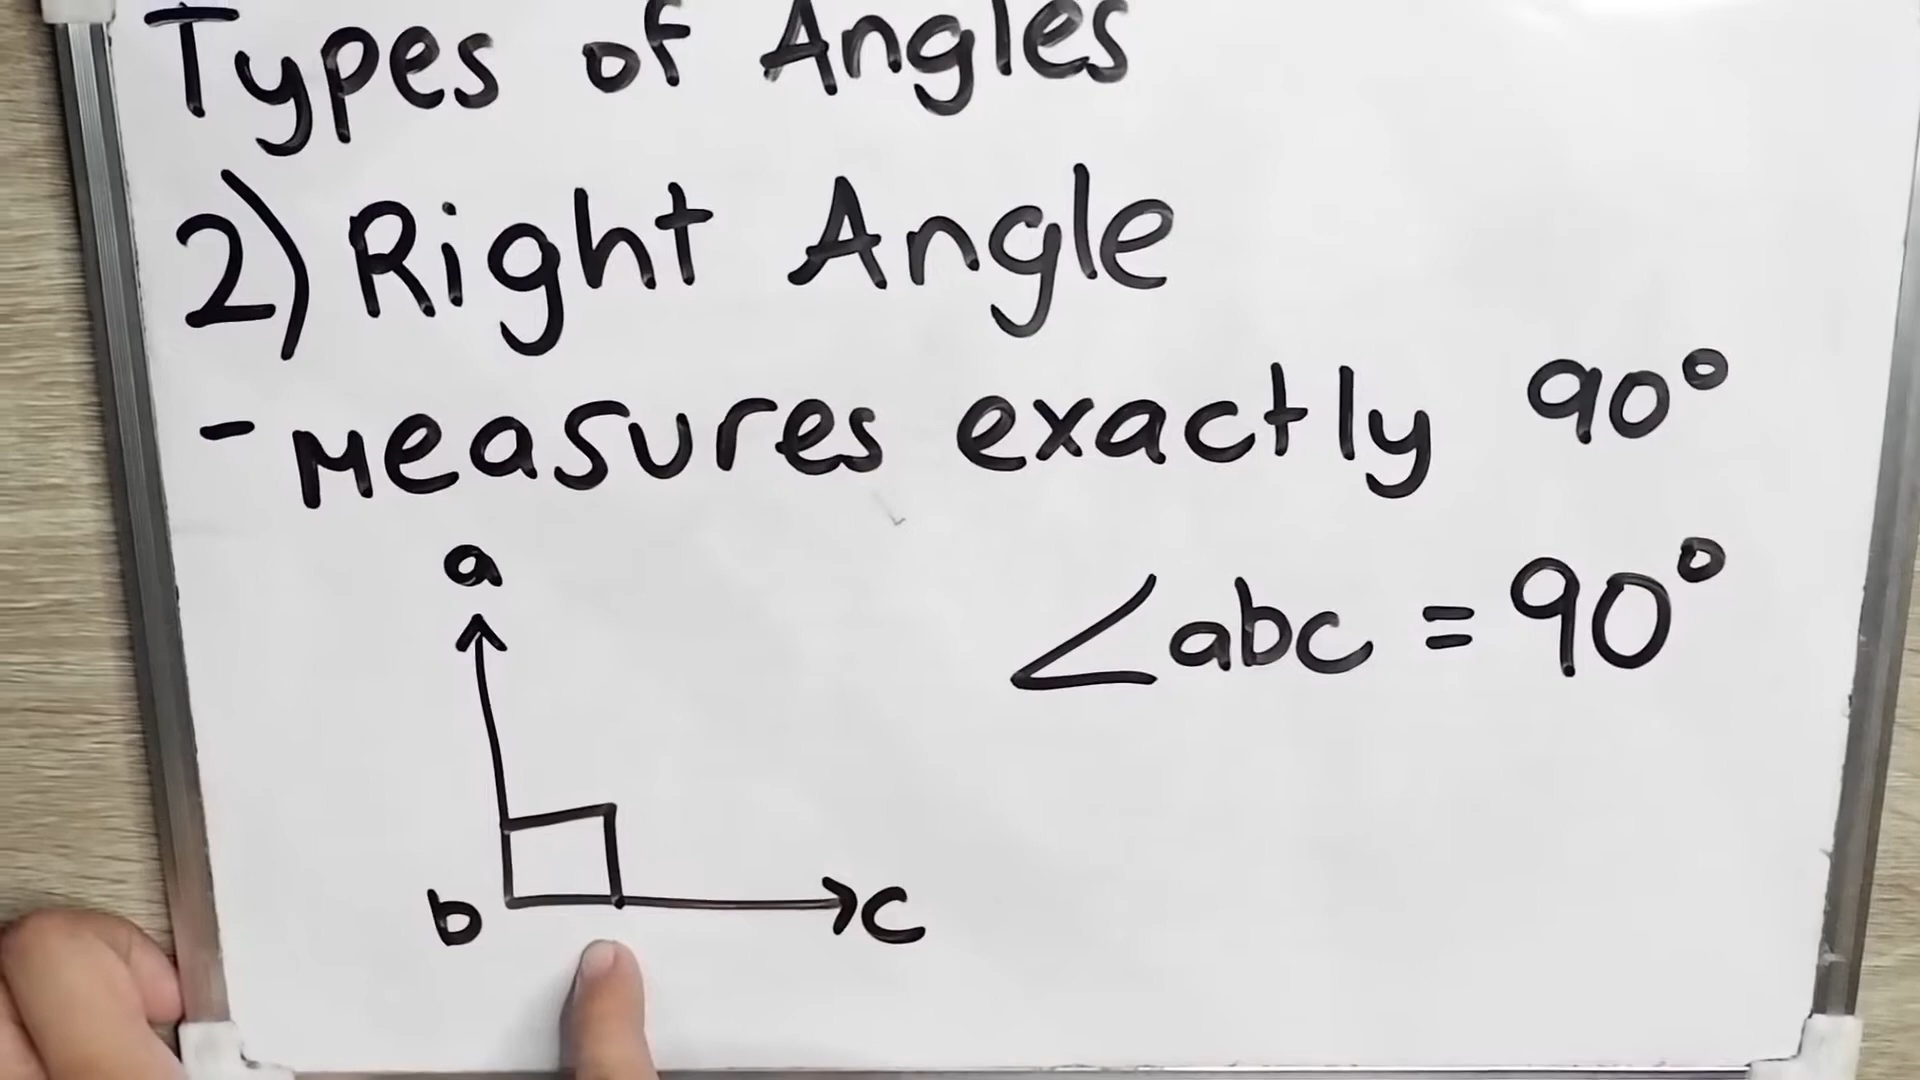 Types of Angles
2) Right Angle
- measures exactly 90°
a
∠abc = 90°
b
c